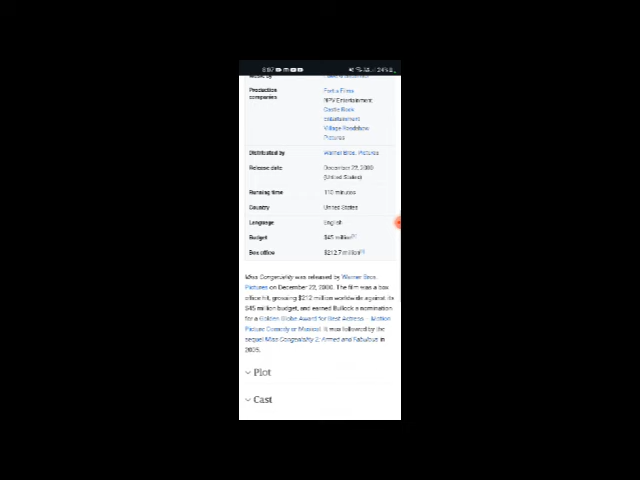 Production companies
Fortis Films
NPV Entertainment
Castle Rock
Entertainment
Village Roadshow
Pictures
Distributed by Warner Bros. Pictures
Release date December 22, 2000
(United States)
Running time 110 minutes
Country United States
Language English
Budget $45 million
Box office $212.7 million
Miss Congeniality was released by Warner Bros.
Pictures on December 22, 2000. The film was a box
office hit, grossing $212 million worldwide against its
$45 million budget, and earned Bullock a nomination
for a Golden Globe Award for Best Actress – Motion
Picture Comedy or Musical. It was followed by the
sequel Miss Congeniality 2: Armed and Fabulous in
2005.
Plot
Cast